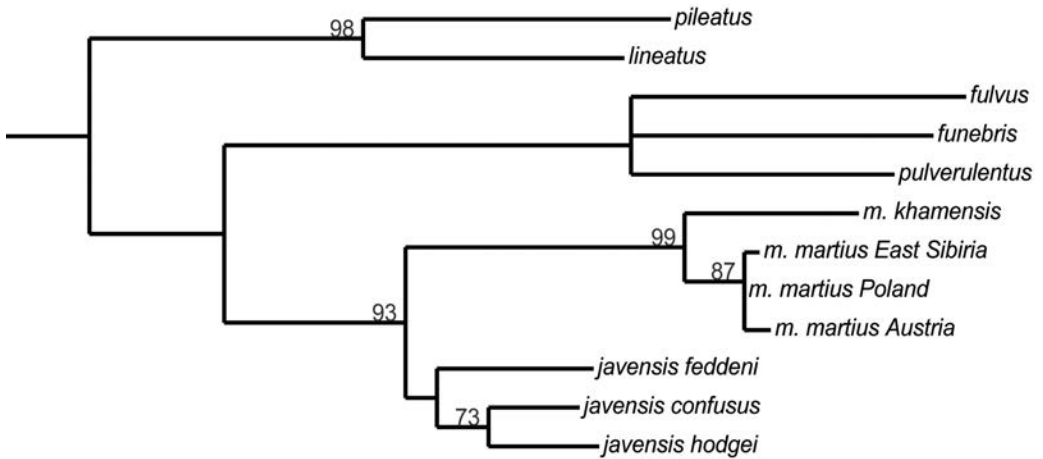 98
pileatus
lineatus
fulvus
funebris
pulverulentus
m. khamensis
99
m. martius East Sibiria
87
m. martius Poland
93
m. martius Austria
javensis feddeni
javensis confusus
73
javensis hodgei